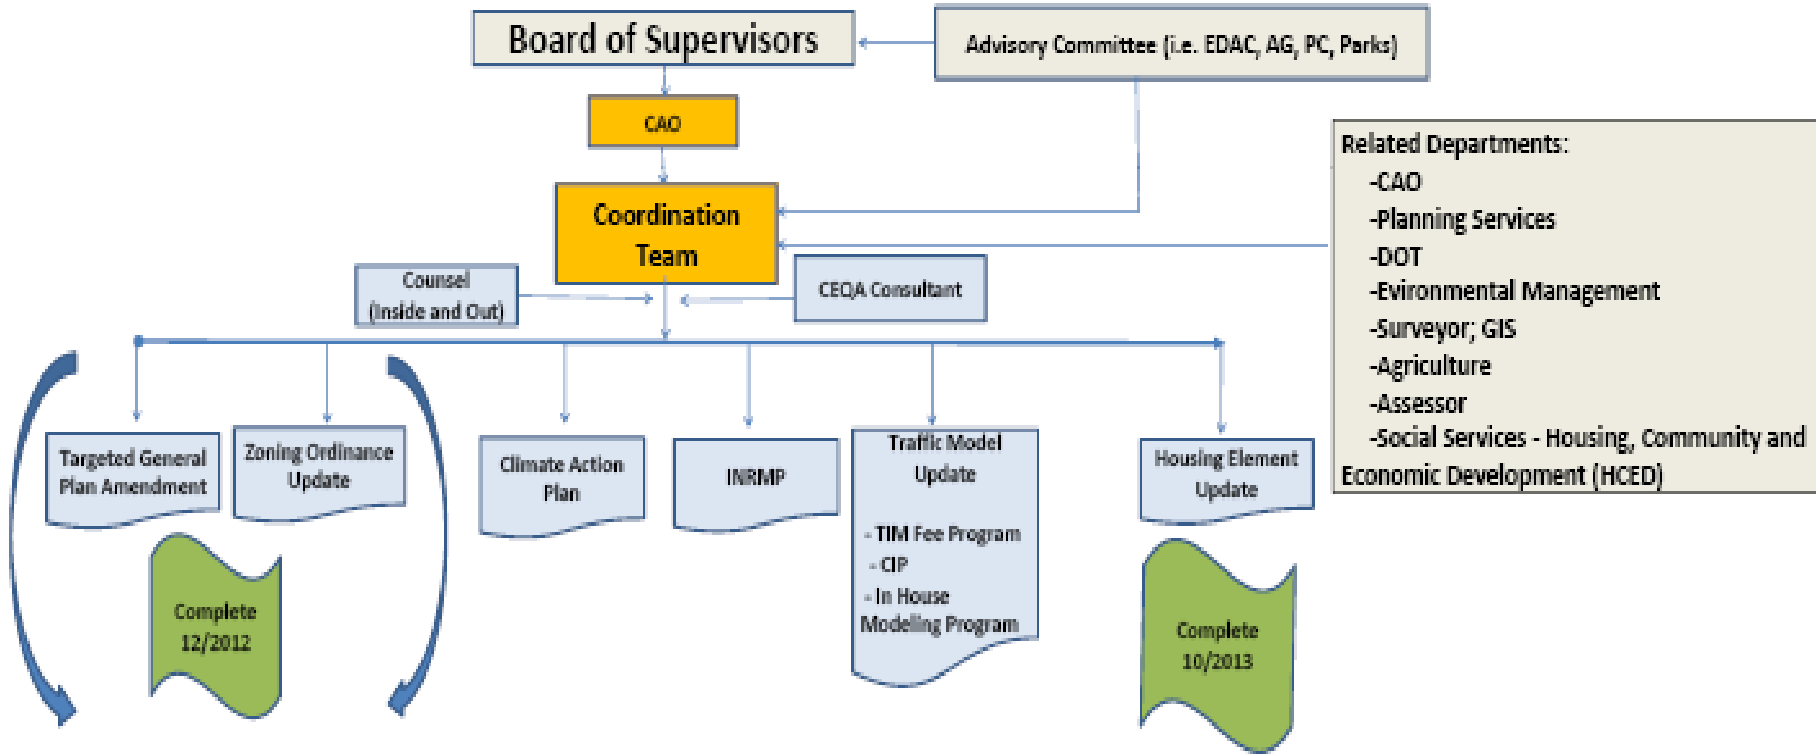 Board of Supervisors
Advisory Committee (i.e. EDAC, AG, PC, Parks)
CAO
Coordination
Team
Related Departments:
-CAO
-Planning Services
-DOT
-Evironmental Management
-Surveyor; GIS
-Agriculture
-Assessor
-Social Services - Housing, Community and
Economic Development (HCED)
Counsel
(Inside and Out)
CEQA Consultant
Targeted General
Plan Amendment
Zoning Ordinance
Update
Climate Action
Plan
INRMP
Traffic Model
Update
- TIM Fee Program
- CIP
- In House
Modeling Program
Housing Element
Update
Complete
12/2012
Complete
10/2013